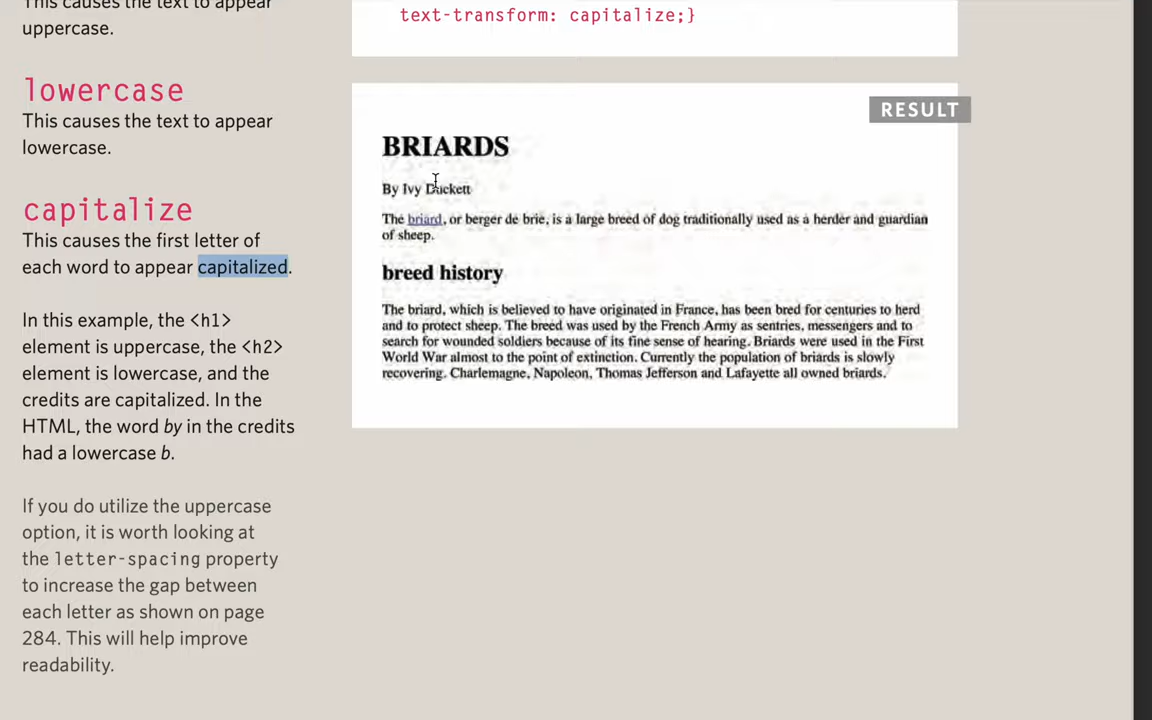 This causes the text to appear
uppercase.
lowercase
This causes the text to appear
lowercase.
capitalize
This causes the first letter of
each word to appear capitalized.
In this example, the <h1>
element is uppercase, the <h2>
element is lowercase, and the
credits are capitalized. In the
HTML, the word by in the credits
had a lowercase b.
If you do utilize the uppercase
option, it is worth looking at
the letter-spacing property
to increase the gap between
each letter as shown on page
284. This will help improve
readability.
text-transform: capitalize;}
RESULT
BRIARDS
By Ivy Duckett
The briard, or berger de brie, is a large breed of dog traditionally used as a herder and guardian
of sheep.
breed history
The briard, which is believed to have originated in France, has been bred for centuries to herd
and to protect sheep. The breed was used by the French Army as sentries, messengers and to
search for wounded soldiers because of its fine sense of hearing. Briards were used in the First
World War almost to the point of extinction. Currently the population of briards is slowly
recovering. Charlemagne, Napoleon, Thomas Jefferson and Lafayette all owned briards.